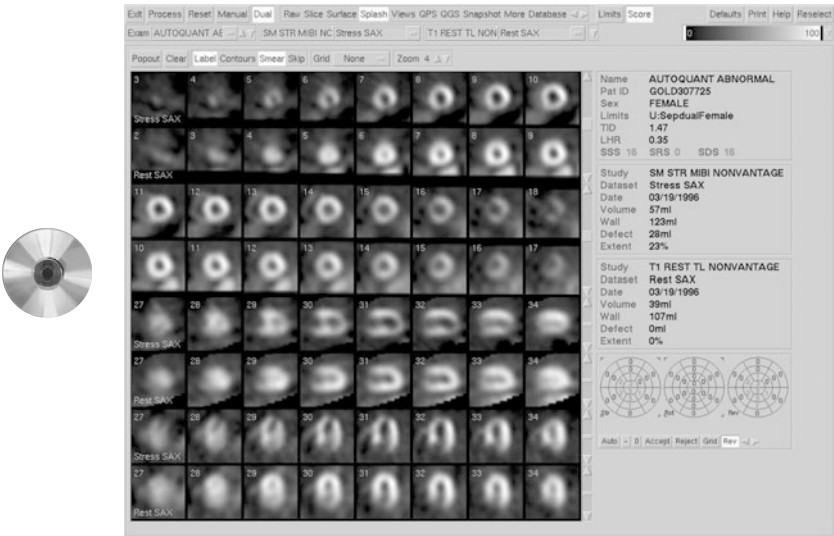 Exit Process Reset Manual Dual Raw Slice Surface Splash Views QPS QGS Snapshot More Database Limits Score Defaults Print Help Reselect
Exam AUTOQUANT AE SM STR MIBI NC Stress SAX T1 REST TL NON Rest SAX 0 100
Popout Clear Label Contours Smear Skip Grid None Zoom 4
3 4 5 6 7 8 9 10
Stress SAX
2 3 4 5 6 7 8 9
Rest SAX
11 12 13 14 15 16 17 18
10 11 12 13 14 15 16 17
27 28 29 30 31 32 33 34
Stress SAX
27 28 29 30 31 32 33 34
Rest SAX
27 28 29 30 31 32 33 34
Stress SAX
27 28 29 30 31 32 33 34
Rest SAX
Name AUTOQUANT ABNORMAL
Pat ID GOLD307725
Sex FEMALE
Limits U:SepdualFemale
TID 1.47
LHR 0.35
SSS 16 SRS 0 SDS 16
Study SM STR MIBI NONVANTAGE
Dataset Stress SAX
Date 03/19/1996
Volume 57ml
Wall 123ml
Defect 28ml
Extent 23%
Study T1 REST TL NONVANTAGE
Dataset Rest SAX
Date 03/19/1996
Volume 39ml
Wall 107ml
Defect 0ml
Extent 0%
Str Rst Rev
Auto - 0 Accept Reject Grid Rev